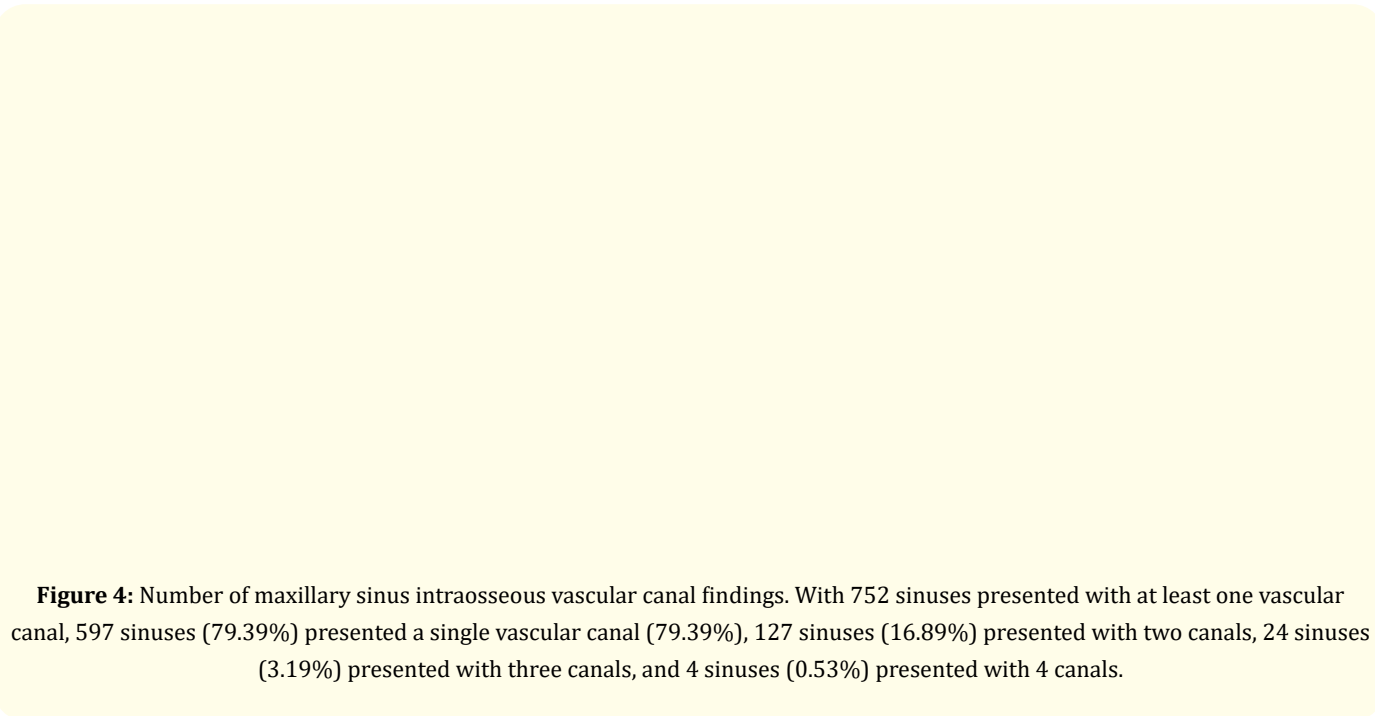 Figure 4: Number of maxillary sinus intraosseous vascular canal findings. With 752 sinuses presented with at least one vascular
canal, 597 sinuses (79.39%) presented a single vascular canal (79.39%), 127 sinuses (16.89%) presented with two canals, 24 sinuses
(3.19%) presented with three canals, and 4 sinuses (0.53%) presented with 4 canals.